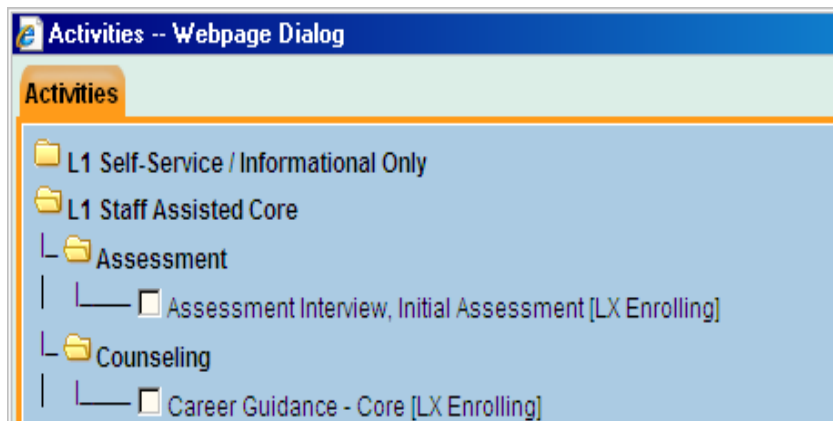 Activities -- Webpage Dialog
Activities
L1 Self-Service / Informational Only
L1 Staff Assisted Core
Assessment
Assessment Interview, Initial Assessment [LX Enrolling]
Counseling
Career Guidance - Core [LX Enrolling]